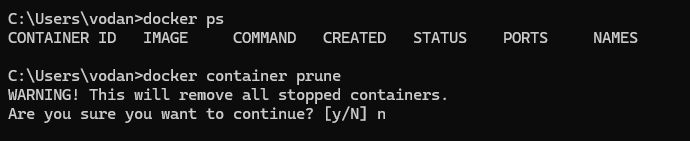 C:\Users\vodan>docker ps
CONTAINER ID   IMAGE     COMMAND   CREATED   STATUS    PORTS     NAMES
C:\Users\vodan>docker container prune
WARNING! This will remove all stopped containers.
Are you sure you want to continue? [y/N] n